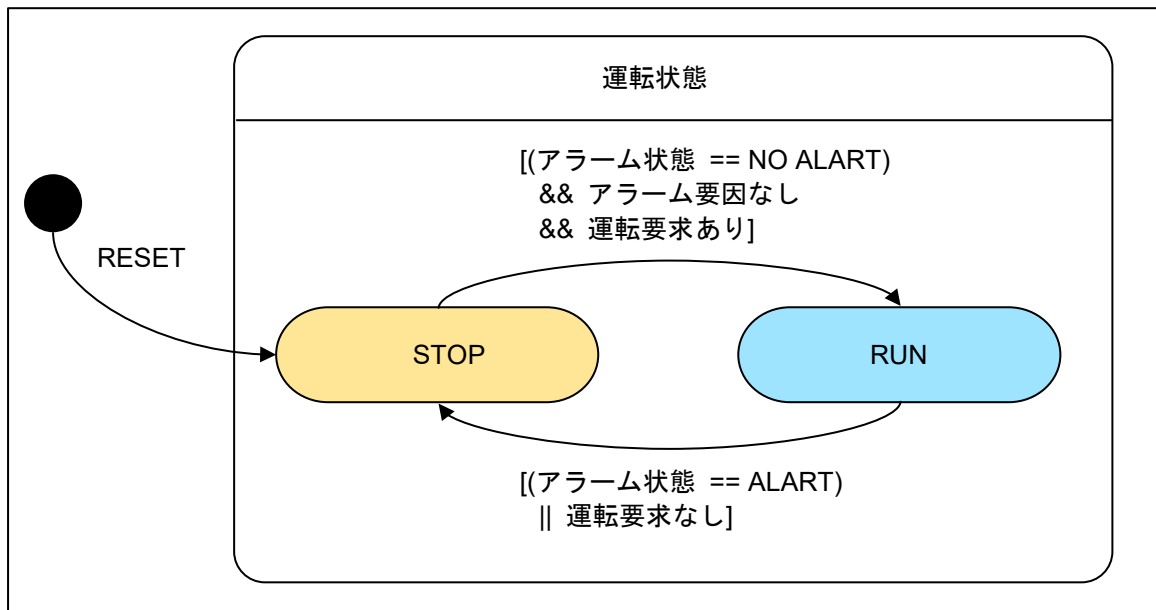 運転状態
[(アラーム状態 == NO ALART)
&& アラーム要因なし
&& 運転要求あり]
RESET
STOP
RUN
[(アラーム状態 == ALART)
|| 運転要求なし]